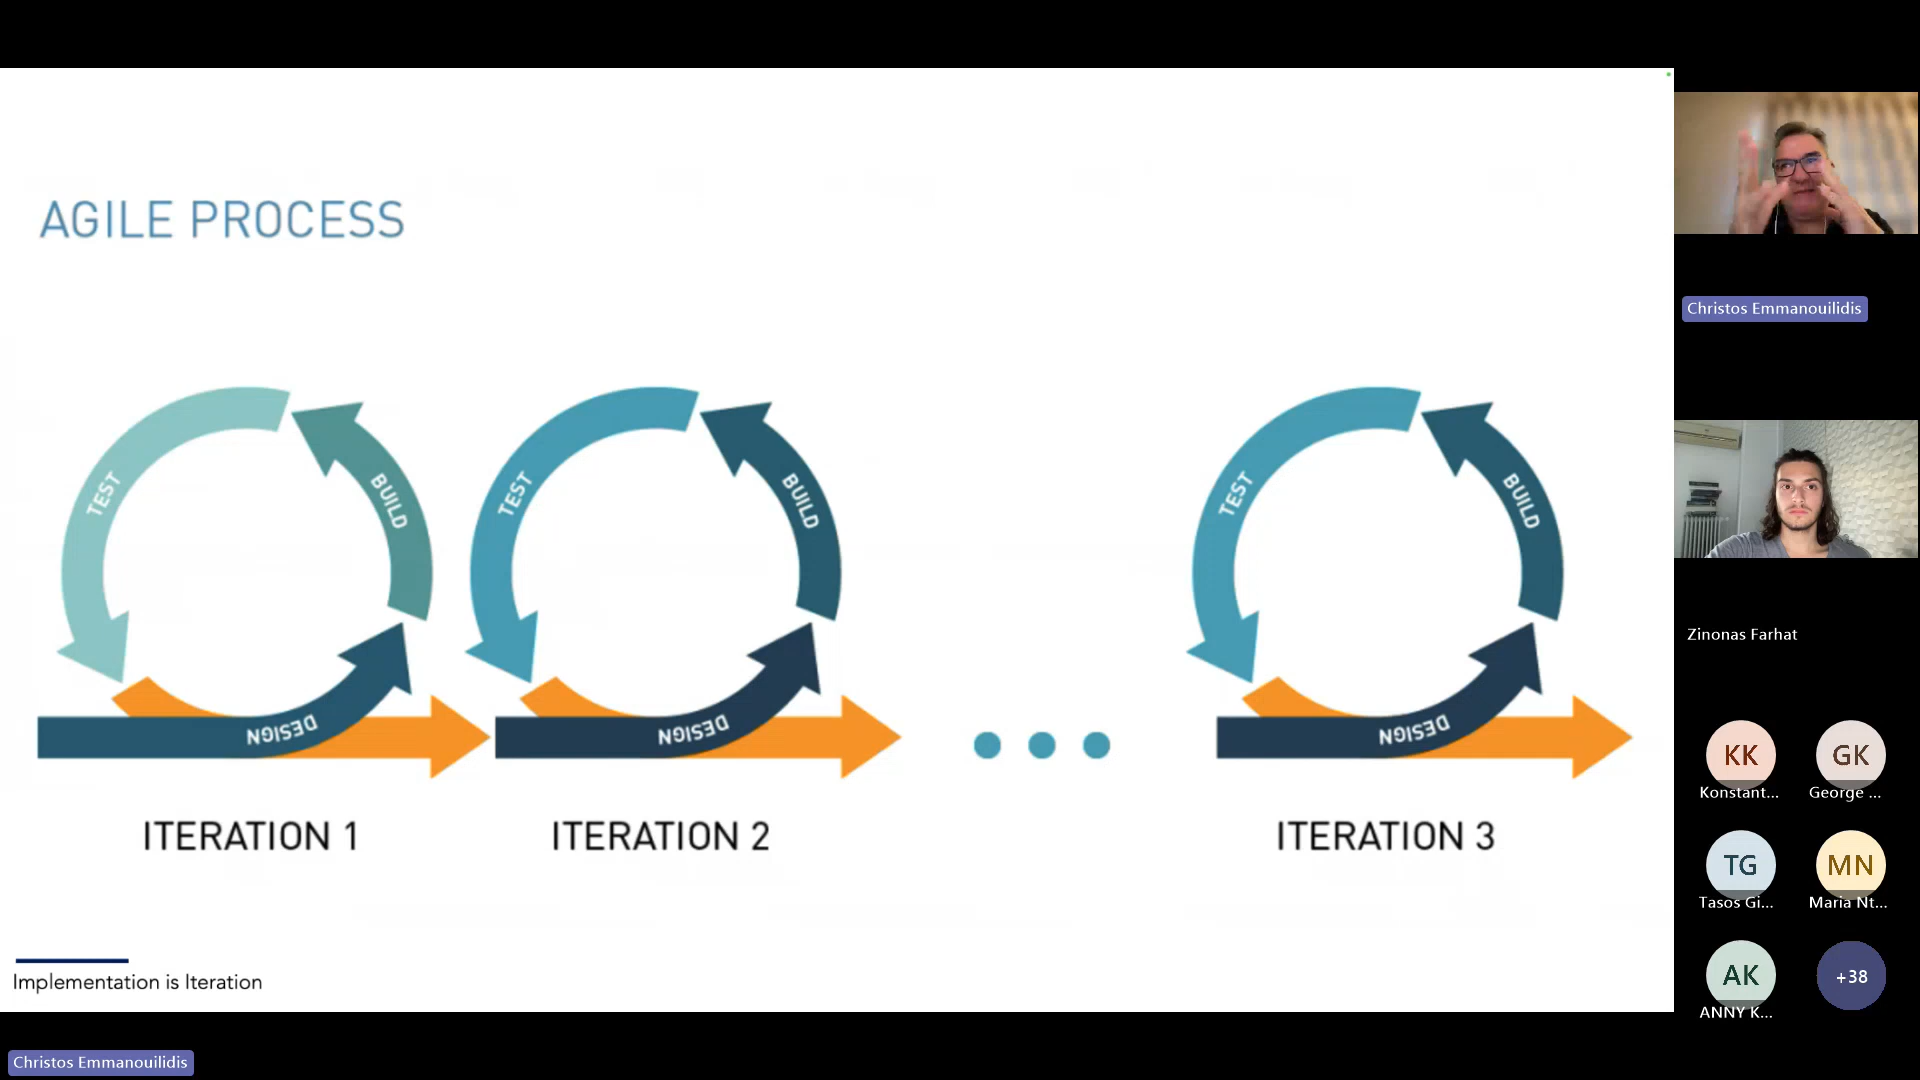 AGILE PROCESS
TEST
BUILD
DESIGN
TEST
BUILD
DESIGN
TEST
BUILD
DESIGN
ITERATION 1
ITERATION 2
ITERATION 3
Implementation is Iteration
Christos Emmanouilidis
Christos Emmanouilidis
Zinonas Farhat
KK
GK
Konstant...
George ...
TG
MN
Tasos Gi...
Maria Nt...
AK
+38
ANNY K...